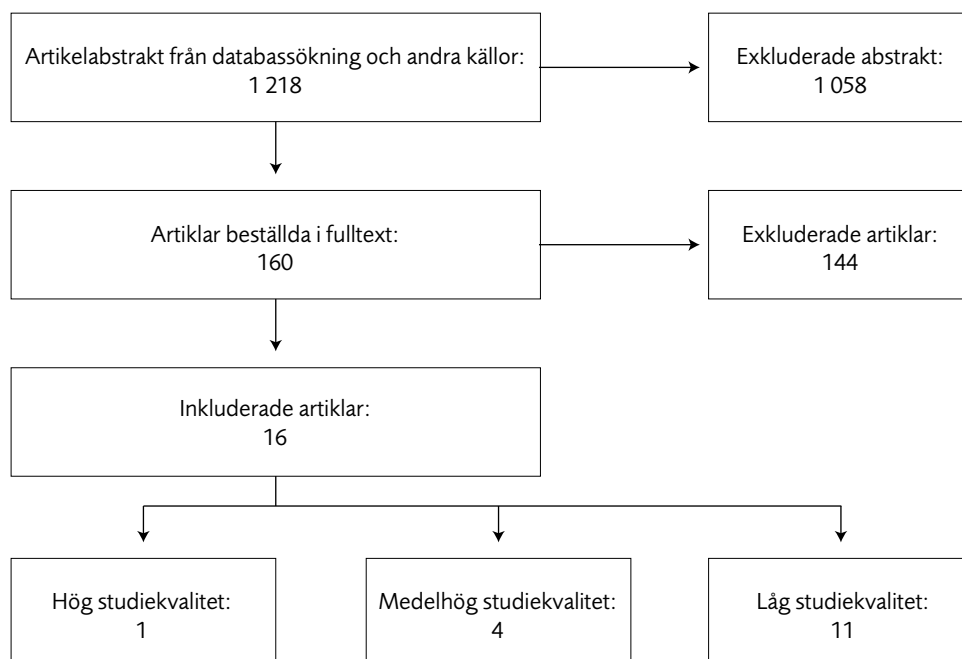 Artikelabstrakt från databassökning och andra källor:
1 218
Exkluderade abstrakt:
1 058
Artiklar beställda i fulltext:
160
Exkluderade artiklar:
144
Inkluderade artiklar:
16
Hög studiekvalitet:
1
Medelhög studiekvalitet:
4
Låg studiekvalitet:
11